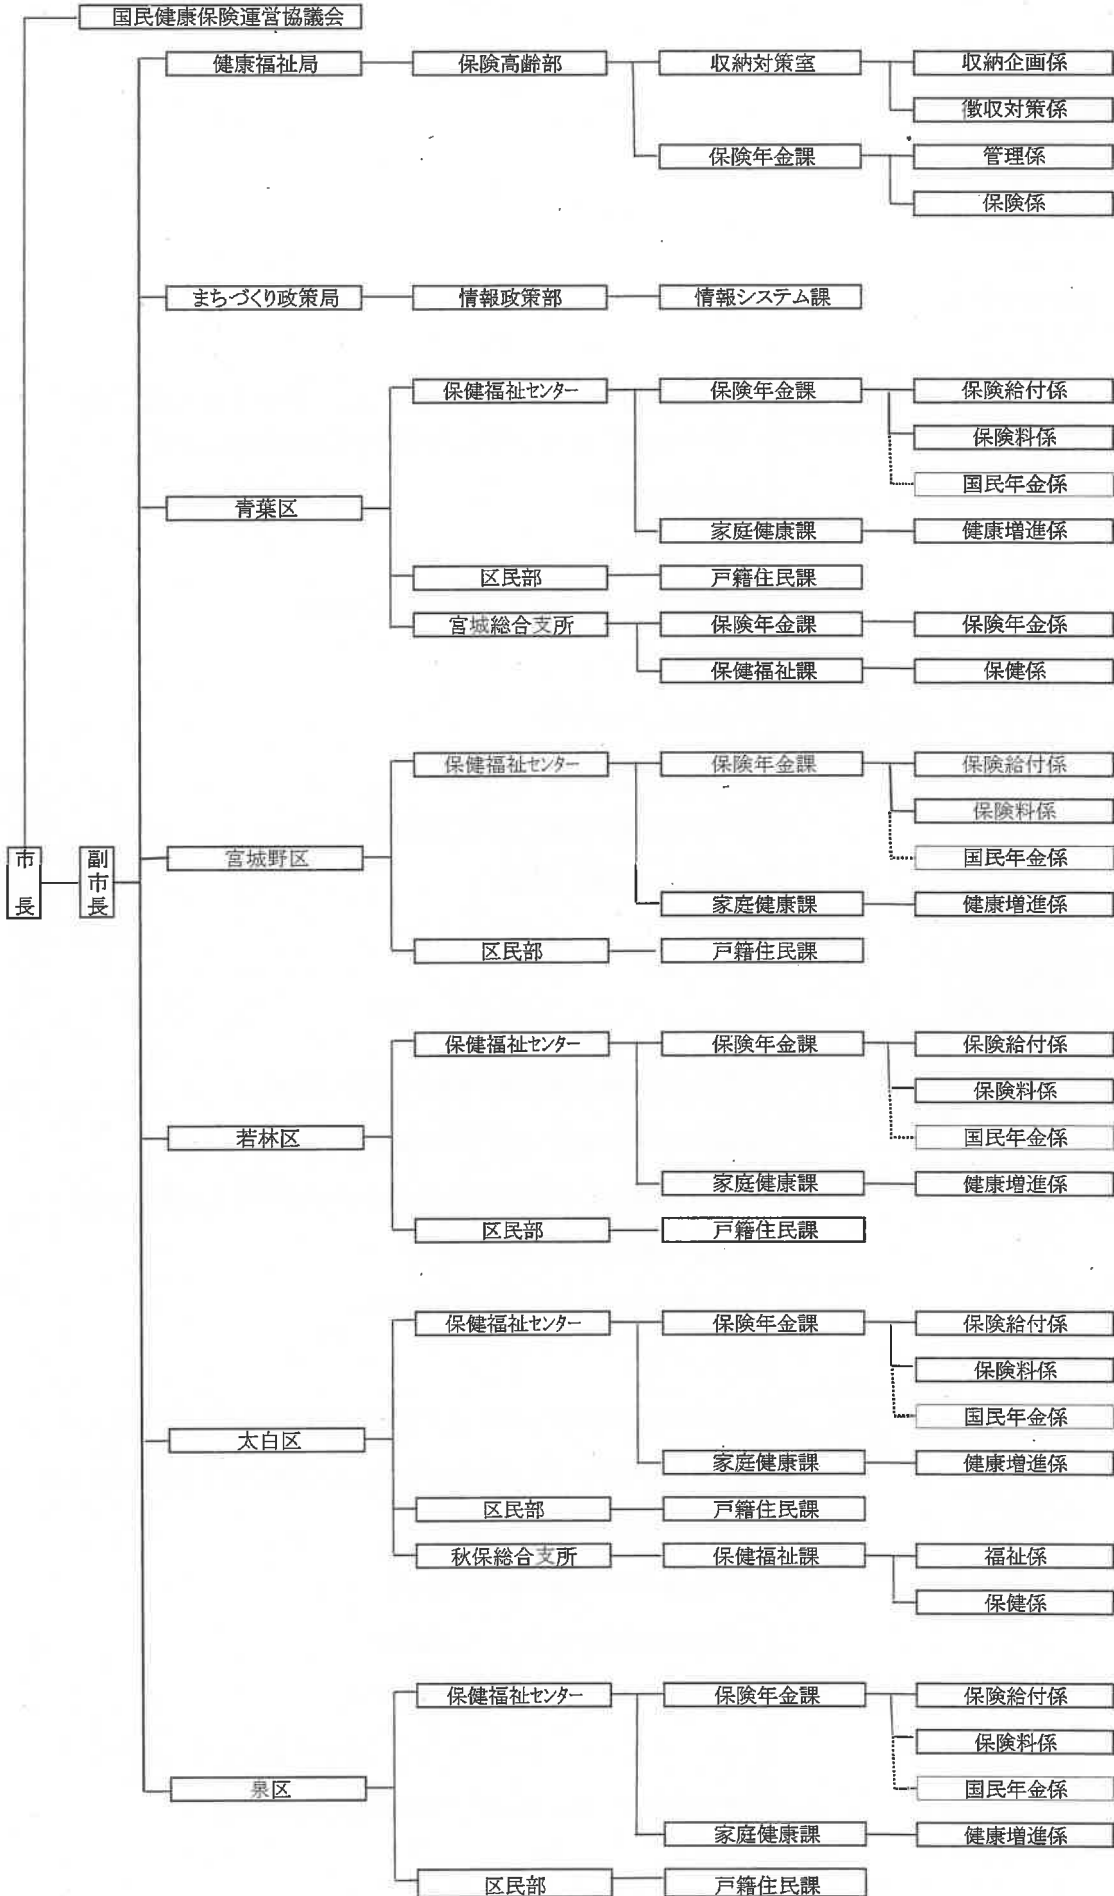 国民健康保険運営協議会
健康福祉局 保険高齢部 収納対策室 収納企画係
徴収対策係
保険年金課 管理係
保険係
まちづくり政策局 情報政策部 情報システム課
保健福祉センター 保険年金課 保険給付係
保険料係
国民年金係
青葉区
家庭健康課 健康増進係
区民部 戸籍住民課
宮城総合支所 保険年金課 保険年金係
保健福祉課 保健係
保健福祉センター 保険年金課 保険給付係
保険料係
市長 副市長 宮城野区 国民年金係
家庭健康課 健康増進係
区民部 戸籍住民課
保健福祉センター 保険年金課 保険給付係
保険料係
若林区 国民年金係
家庭健康課 健康増進係
区民部 戸籍住民課
保健福祉センター 保険年金課 保険給付係
保険料係
国民年金係
太白区
家庭健康課 健康増進係
区民部 戸籍住民課
秋保総合支所 保健福祉課 福祉係
保健係
保健福祉センター 保険年金課 保険給付係
保険料係
泉区 国民年金係
家庭健康課 健康増進係
区民部 戸籍住民課